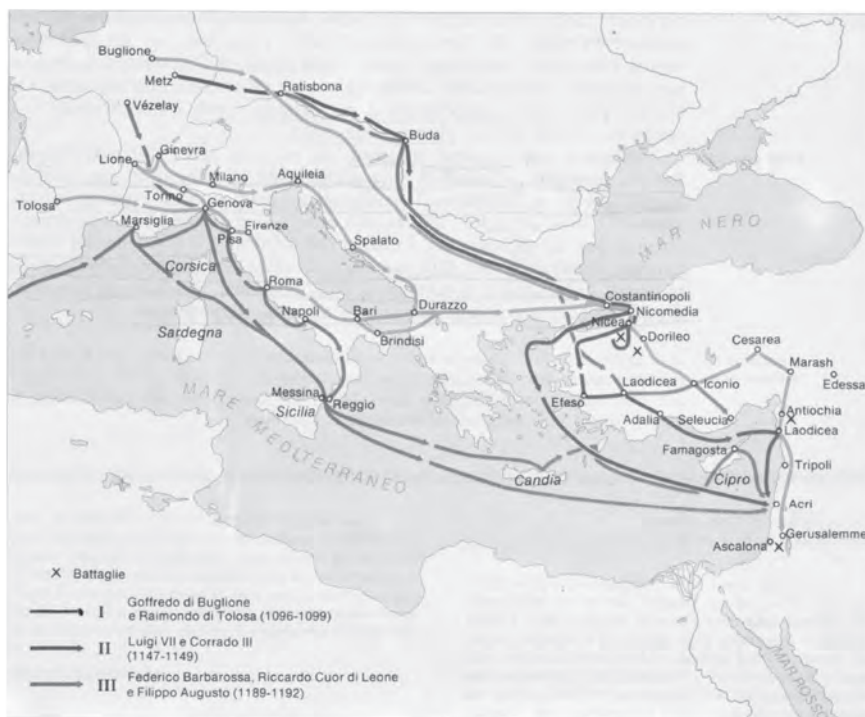 Buglione
Metz
Ratisbona
Vézelay
Buda
Ginevra
Lione
Milano
Aquileia
Torino
Tolosa
Genova
Marsiglia
Pisa
Firenze
Spalato
MAR NERO
Corsica
Roma
Costantinopoli
Nicomedia
Durazzo
Napoli
Bari
Nicea
Dorileo
Brindisi
Sardegna
Cesarea
Marash
Edessa
Laodicea
Iconio
Messina
Reggio
Efeso
Sicilia
Adalia
Seleucia
Antiochia
Laodicea
MARE MEDITERRANEO
Famagosta
Tripoli
Candia
Cipro
Acri
Gerusalemme
Ascalona
× Battaglie
I Goffredo di Buglione
e Raimondo di Tolosa (1096-1099)
II Luigi VII e Corrado III
(1147-1149)
III Federico Barbarossa, Riccardo Cuor di Leone
e Filippo Augusto (1189-1192)
MAR ROSSO